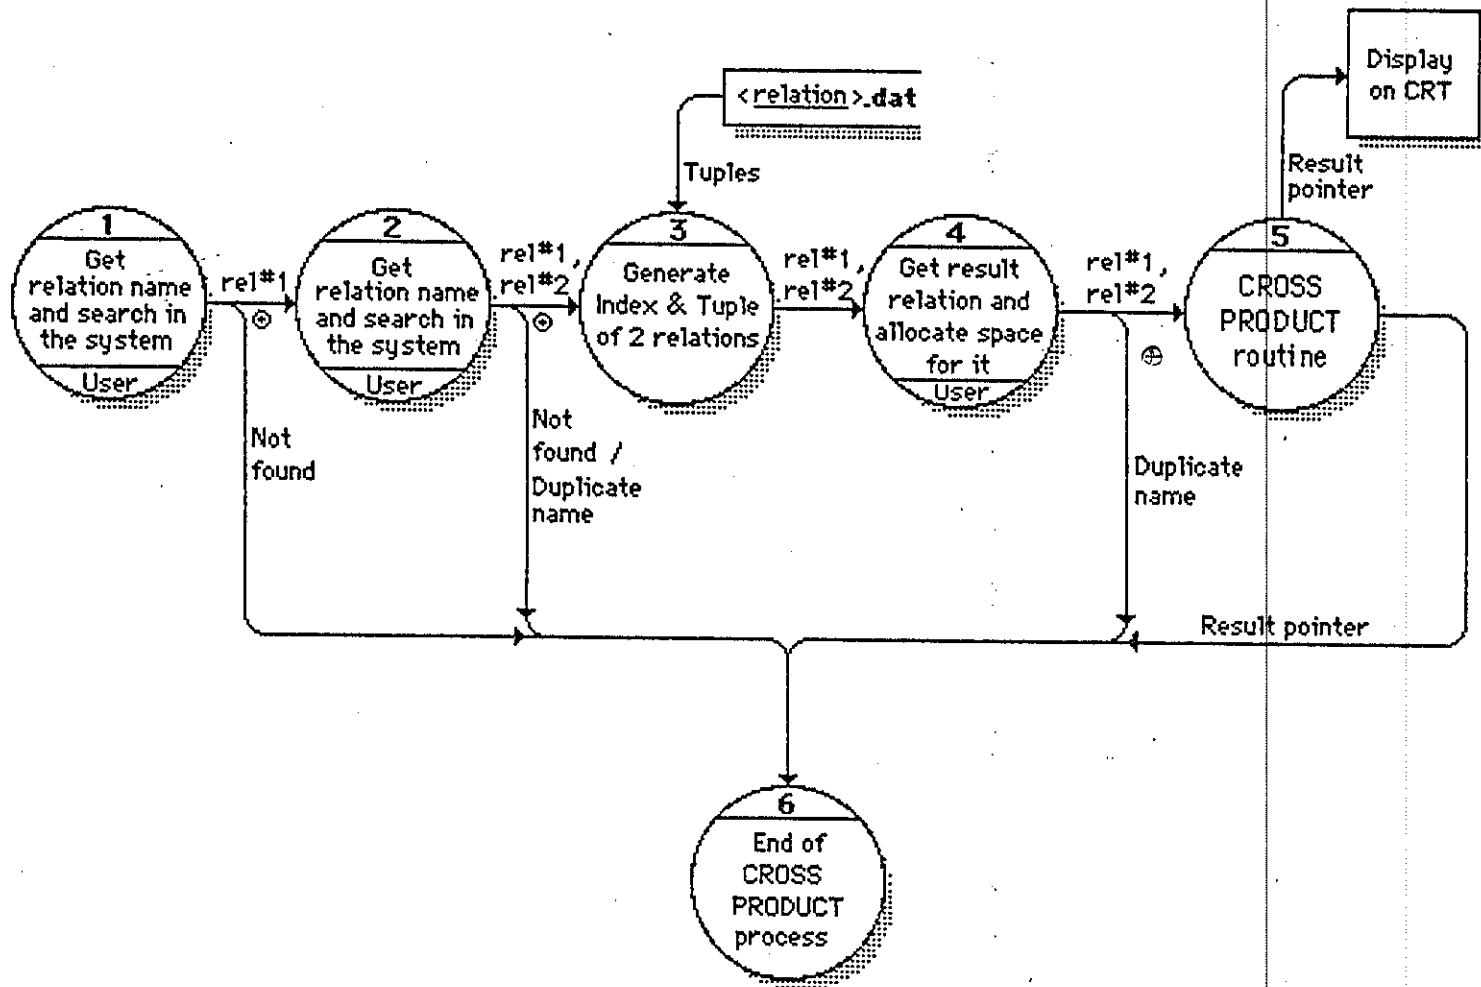 Display
on CRT
<relation>.dat
Tuples
Result
pointer
1
Get
relation name
and search in
the system
User
rel#1
2
Get
relation name
and search in
the system
User
rel#1,
rel#2
3
Generate
Index & Tuple
of 2 relations
rel#1,
rel#2
4
Get result
relation and
allocate space
for it
User
rel#1,
rel#2
5
CROSS
PRODUCT
routine
Not
found
Not
found /
Duplicate
name
Duplicate
name
Result pointer
6
End of
CROSS
PRODUCT
process